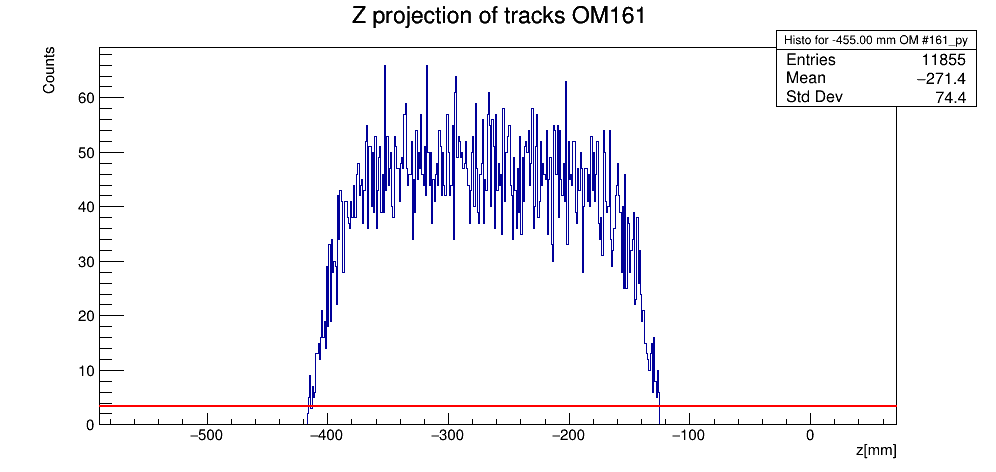 Z projection of tracks OM161
Histo for -455.00 mm OM #161_py
Entries 11855
Mean −271.4
Std Dev 74.4
Counts
60
50
40
30
20
10
0
−500 −400 −300 −200 −100 0
z[mm]